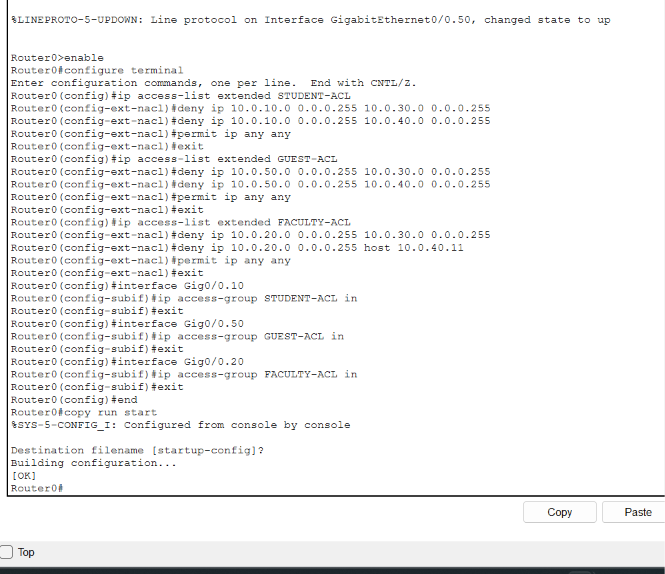 %LINEPROTO-5-UPDOWN: Line protocol on Interface GigabitEthernet0/0.50, changed state to up
Router0>enable
Router0#configure terminal
Enter configuration commands, one per line.  End with CNTL/Z.
Router0(config)#ip access-list extended STUDENT-ACL
Router0(config-ext-nacl)#deny ip 10.0.10.0 0.0.0.255 10.0.30.0 0.0.0.255
Router0(config-ext-nacl)#deny ip 10.0.10.0 0.0.0.255 10.0.40.0 0.0.0.255
Router0(config-ext-nacl)#permit ip any any
Router0(config-ext-nacl)#exit
Router0(config)#ip access-list extended GUEST-ACL
Router0(config-ext-nacl)#deny ip 10.0.50.0 0.0.0.255 10.0.30.0 0.0.0.255
Router0(config-ext-nacl)#deny ip 10.0.50.0 0.0.0.255 10.0.40.0 0.0.0.255
Router0(config-ext-nacl)#permit ip any any
Router0(config-ext-nacl)#exit
Router0(config)#ip access-list extended FACULTY-ACL
Router0(config-ext-nacl)#deny ip 10.0.20.0 0.0.0.255 10.0.30.0 0.0.0.255
Router0(config-ext-nacl)#deny ip 10.0.20.0 0.0.0.255 host 10.0.40.11
Router0(config-ext-nacl)#permit ip any any
Router0(config-ext-nacl)#exit
Router0(config)#interface Gig0/0.10
Router0(config-subif)#ip access-group STUDENT-ACL in
Router0(config-subif)#exit
Router0(config)#interface Gig0/0.50
Router0(config-subif)#ip access-group GUEST-ACL in
Router0(config-subif)#exit
Router0(config)#interface Gig0/0.20
Router0(config-subif)#ip access-group FACULTY-ACL in
Router0(config-subif)#exit
Router0(config)#end
Router0#copy run start
%SYS-5-CONFIG_I: Configured from console by console
Destination filename [startup-config]?
Building configuration...
[OK]
Router0#
Copy
Paste
Top